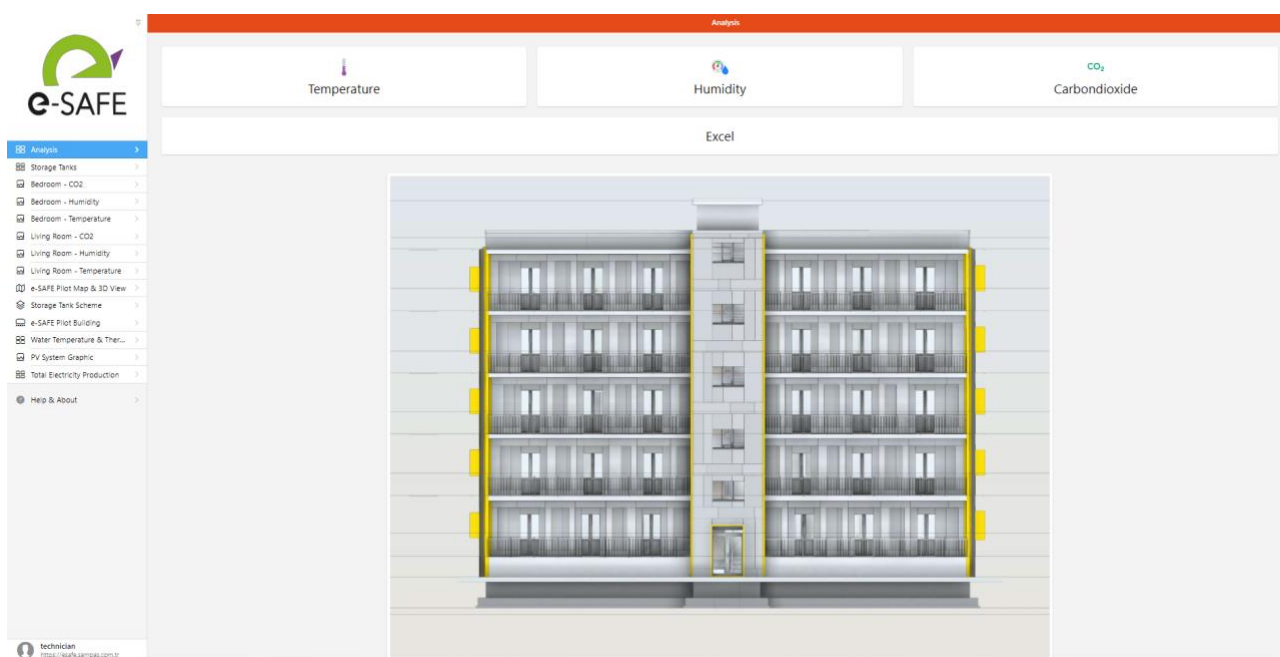 e-SAFE
Analysis
Storage Tanks
Bedroom - CO2
Bedroom - Humidity
Bedroom - Temperature
Living Room - CO2
Living Room - Humidity
Living Room - Temperature
e-SAFE Pilot Map & 3D View
Storage Tank Scheme
e-SAFE Pilot Building
Water Temperature & Ther...
PV System Graphic
Total Electricity Production
Help & About
technician
https://esafe.sampas.com.tr
Analysis
Temperature
Humidity
CO₂
Carbondioxide
Excel